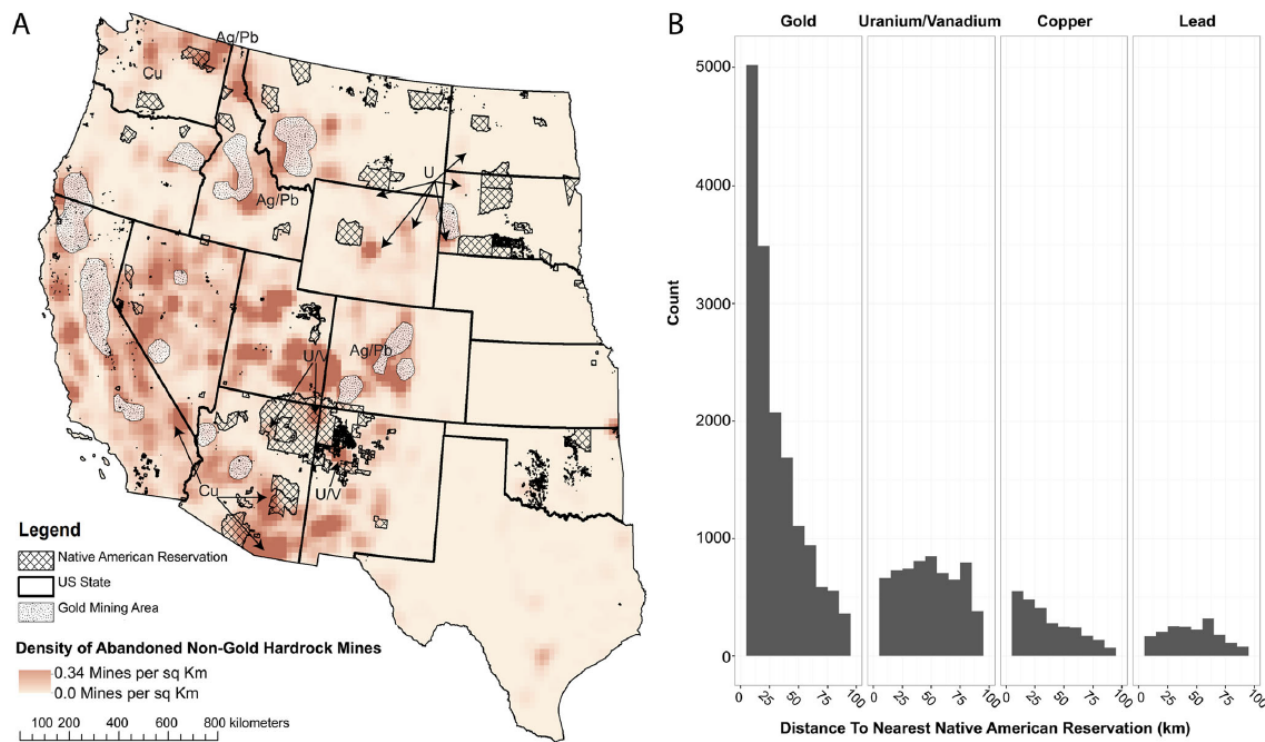 A
Ag/Pb
Cu
U
Ag/Pb
Ag/Pb
U/V
Cu
U/V
Legend
Native American Reservation
US State
Gold Mining Area
Density of Abandoned Non-Gold Hardrock Mines
0.34 Mines per sq Km
0.0 Mines per sq Km
100 200 400 600 800 kilometers
B
Gold Uranium/Vanadium Copper Lead
5000
4000
3000
2000
1000
0
Count
0 25 50 75 100 0 25 50 75 100 0 25 50 75 100 0 25 50 75 100
Distance To Nearest Native American Reservation (km)